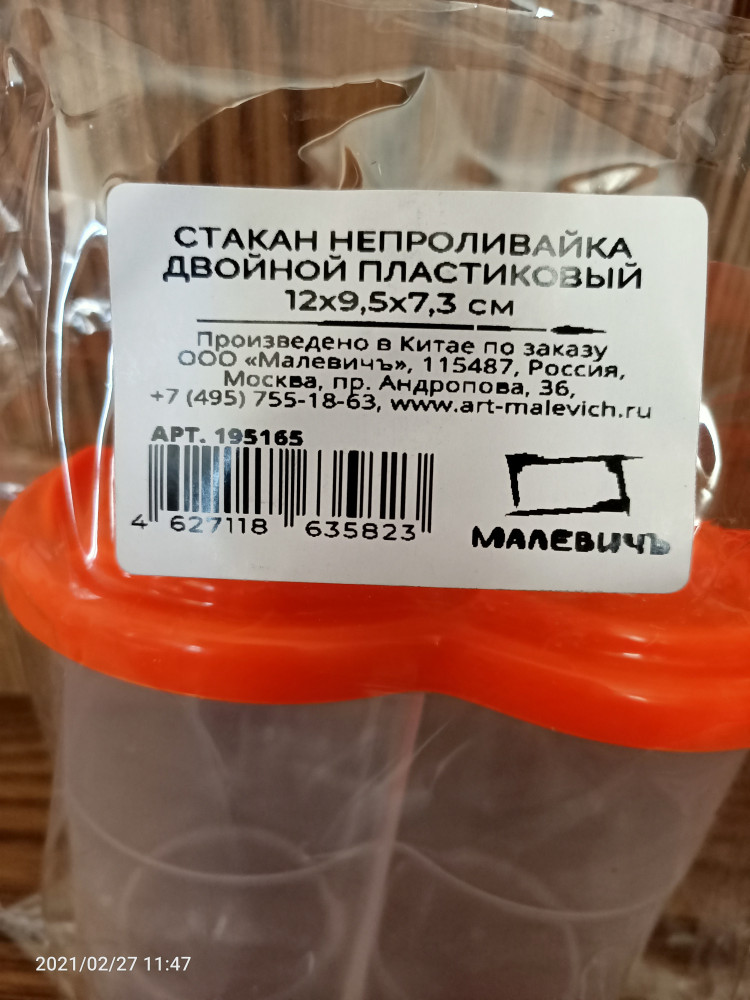 СТАКАН НЕПРОЛИВАЙКА
ДВОЙНОЙ ПЛАСТИКОВЫЙ
12x9,5x7,3 см
Произведено в Китае по заказу
ООО «Малевичъ», 115487, Россия,
Москва, пр. Андропова, 36,
+7 (495) 755-18-63, www.art-malevich.ru
АРТ. 195165
4 627118 635823
МАЛЕВИЧЪ
2021/02/27 11:47